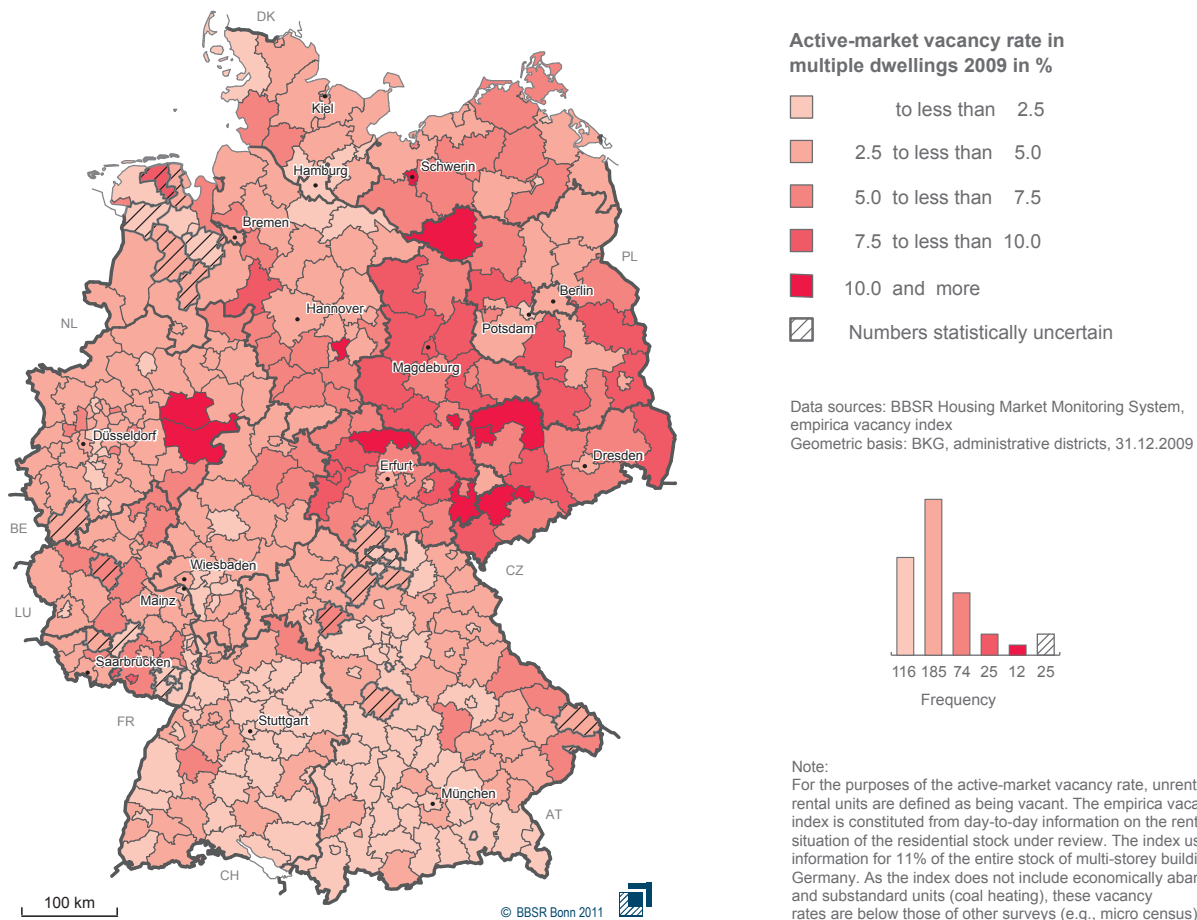 DK
Kiel
Hamburg
Schwerin
Bremen
PL
Berlin
Hannover
Potsdam
NL
Magdeburg
Düsseldorf
Dresden
Erfurt
BE
CZ
Wiesbaden
LU
Mainz
Saarbrücken
FR
Stuttgart
München
AT
CH
100 km
© BBSR Bonn 2011
Active-market vacancy rate in
multiple dwellings 2009 in %
to less than 2.5
2.5 to less than 5.0
5.0 to less than 7.5
7.5 to less than 10.0
10.0 and more
Numbers statistically uncertain
Data sources: BBSR Housing Market Monitoring System,
empirica vacancy index
Geometric basis: BKG, administrative districts, 31.12.2009
116 185 74 25 12 25
Frequency
Note:
For the purposes of the active-market vacancy rate, unrent
rental units are defined as being vacant. The empirica vaca
index is constituted from day-to-day information on the rent
situation of the residential stock under review. The index us
information for 11% of the entire stock of multi-storey buildi
Germany. As the index does not include economically aban
and substandard units (coal heating), these vacancy
rates are below those of other surveys (e.g., micro census)